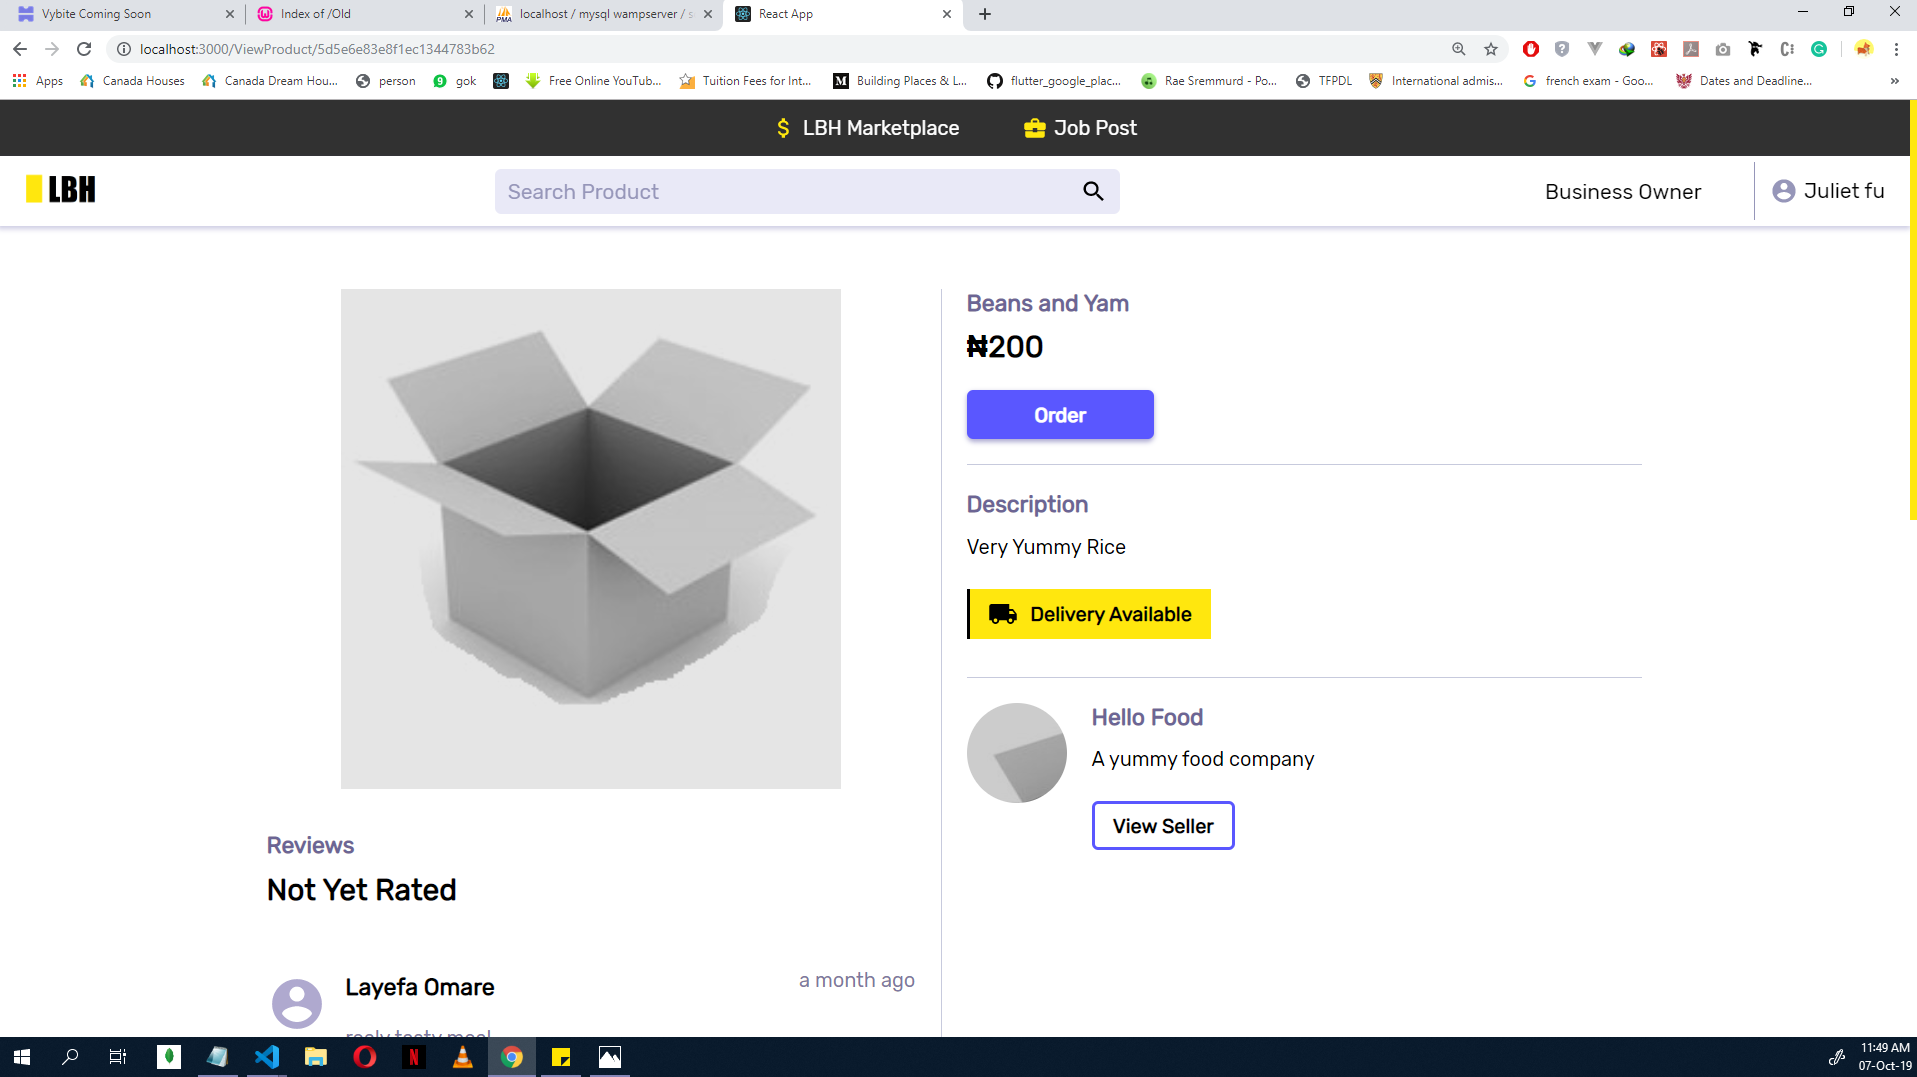 Vybite Coming Soon
Index of /Old
localhost / mysql wampserver / s
React App
localhost:3000/ViewProduct/5d5e6e83e8f1ec1344783b62
Apps
Canada Houses
Canada Dream Hou...
person
gok
Free Online YouTub...
Tuition Fees for Int...
Building Places & L...
flutter_google_plac...
Rae Sremmurd - Po...
TFPDL
International admis...
french exam - Goo...
Dates and Deadline...
»
$ LBH Marketplace
Job Post
LBH
Search Product
Business Owner
Juliet fu
Beans and Yam
₦200
Order
Description
Very Yummy Rice
Delivery Available
Hello Food
A yummy food company
View Seller
Reviews
Not Yet Rated
Layefa Omare
a month ago
11:49 AM
07-Oct-19